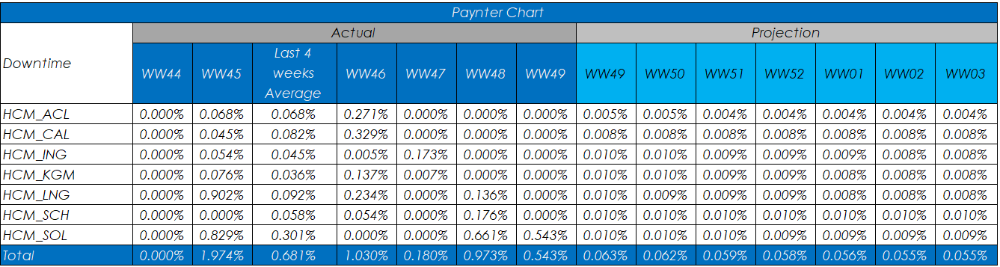 Paynter Chart
Downtime Actual Projection
WW44 WW45 Last 4 weeks Average WW46 WW47 WW48 WW49 WW49 WW50 WW51 WW52 WW01 WW02 WW03
HCM_ACL 0.000% 0.068% 0.068% 0.271% 0.000% 0.000% 0.000% 0.005% 0.005% 0.004% 0.004% 0.004% 0.004% 0.004%
HCM_CAL 0.000% 0.045% 0.082% 0.329% 0.000% 0.000% 0.000% 0.008% 0.008% 0.008% 0.008% 0.008% 0.008% 0.008%
HCM_ING 0.000% 0.054% 0.045% 0.005% 0.173% 0.000% 0.000% 0.010% 0.010% 0.009% 0.009% 0.009% 0.008% 0.008%
HCM_KGM 0.000% 0.076% 0.036% 0.137% 0.007% 0.000% 0.000% 0.010% 0.010% 0.009% 0.009% 0.008% 0.008% 0.008%
HCM_LNG 0.000% 0.902% 0.092% 0.234% 0.000% 0.136% 0.000% 0.010% 0.009% 0.009% 0.009% 0.008% 0.008% 0.008%
HCM_SCH 0.000% 0.000% 0.058% 0.054% 0.000% 0.176% 0.000% 0.010% 0.010% 0.010% 0.010% 0.010% 0.010% 0.010%
HCM_SOL 0.000% 0.829% 0.301% 0.000% 0.000% 0.661% 0.543% 0.010% 0.010% 0.010% 0.009% 0.009% 0.009% 0.009%
Total 0.000% 1.974% 0.681% 1.030% 0.180% 0.973% 0.543% 0.063% 0.062% 0.059% 0.058% 0.056% 0.055% 0.055%